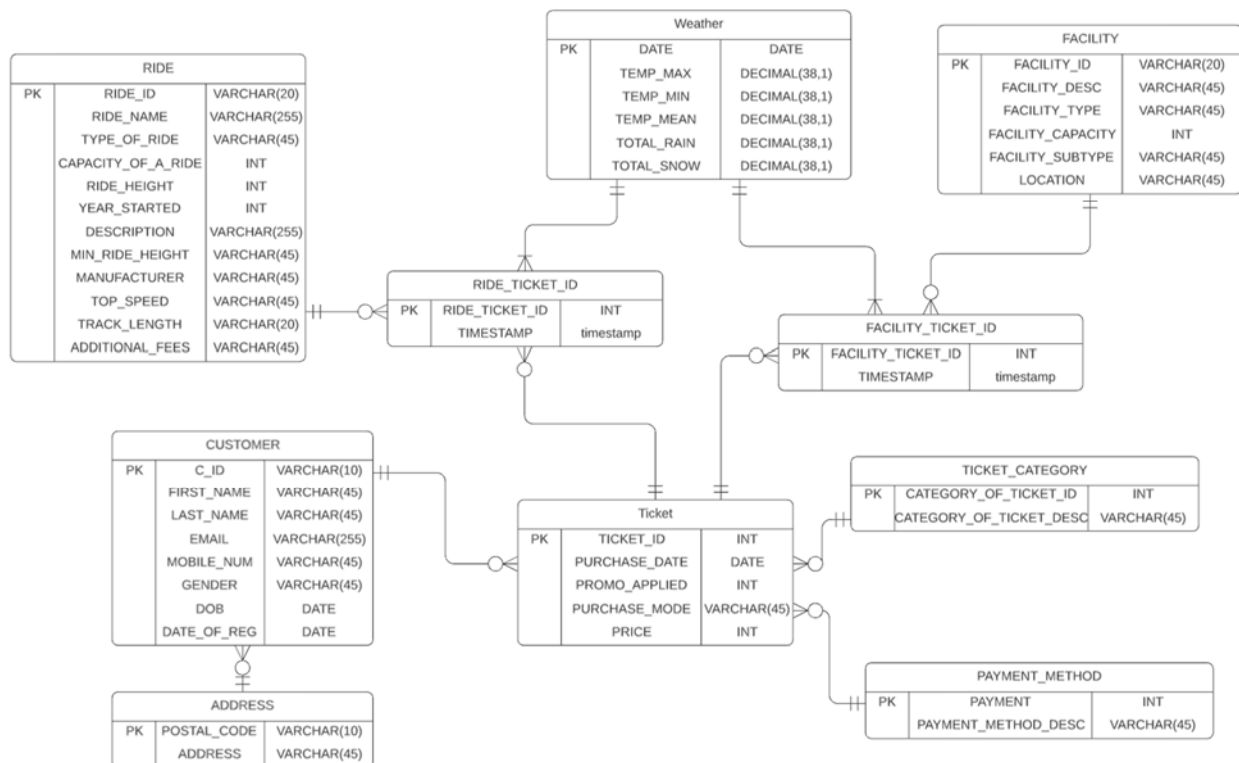 RIDE
PK RIDE_ID VARCHAR(20)
RIDE_NAME VARCHAR(255)
TYPE_OF_RIDE VARCHAR(45)
CAPACITY_OF_A_RIDE INT
RIDE_HEIGHT INT
YEAR_STARTED INT
DESCRIPTION VARCHAR(255)
MIN_RIDE_HEIGHT VARCHAR(45)
MANUFACTURER VARCHAR(45)
TOP_SPEED VARCHAR(45)
TRACK_LENGTH VARCHAR(20)
ADDITIONAL_FEES VARCHAR(45)
Weather
PK DATE DATE
TEMP_MAX DECIMAL(38,1)
TEMP_MIN DECIMAL(38,1)
TEMP_MEAN DECIMAL(38,1)
TOTAL_RAIN DECIMAL(38,1)
TOTAL_SNOW DECIMAL(38,1)
FACILITY
PK FACILITY_ID VARCHAR(20)
FACILITY_DESC VARCHAR(45)
FACILITY_TYPE VARCHAR(45)
FACILITY_CAPACITY INT
FACILITY_SUBTYPE VARCHAR(45)
LOCATION VARCHAR(45)
RIDE_TICKET_ID
PK RIDE_TICKET_ID INT
TIMESTAMP timestamp
FACILITY_TICKET_ID
PK FACILITY_TICKET_ID INT
TIMESTAMP timestamp
CUSTOMER
PK C_ID VARCHAR(10)
FIRST_NAME VARCHAR(45)
LAST_NAME VARCHAR(45)
EMAIL VARCHAR(255)
MOBILE_NUM VARCHAR(45)
GENDER VARCHAR(45)
DOB DATE
DATE_OF_REG DATE
Ticket
PK TICKET_ID INT
PURCHASE_DATE DATE
PROMO_APPLIED INT
PURCHASE_MODE VARCHAR(45)
PRICE INT
TICKET_CATEGORY
PK CATEGORY_OF_TICKET_ID INT
CATEGORY_OF_TICKET_DESC VARCHAR(45)
PAYMENT_METHOD
PK PAYMENT INT
PAYMENT_METHOD_DESC VARCHAR(45)
ADDRESS
PK POSTAL_CODE VARCHAR(10)
ADDRESS VARCHAR(45)